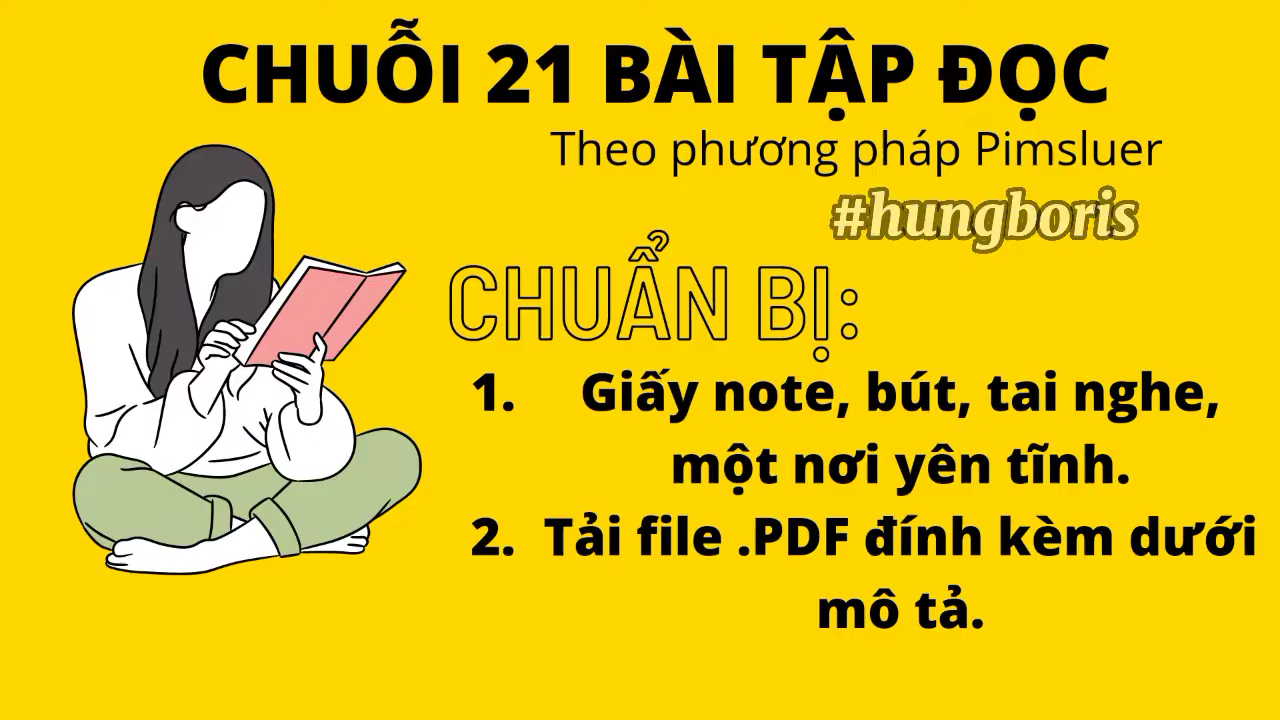 CHUỖI 21 BÀI TẬP ĐỌC
Theo phương pháp Pimsluer
#hungboris
CHUẨN BỊ:
1. Giấy note, bút, tai nghe,
một nơi yên tĩnh.
2. Tải file .PDF đính kèm dưới
mô tả.